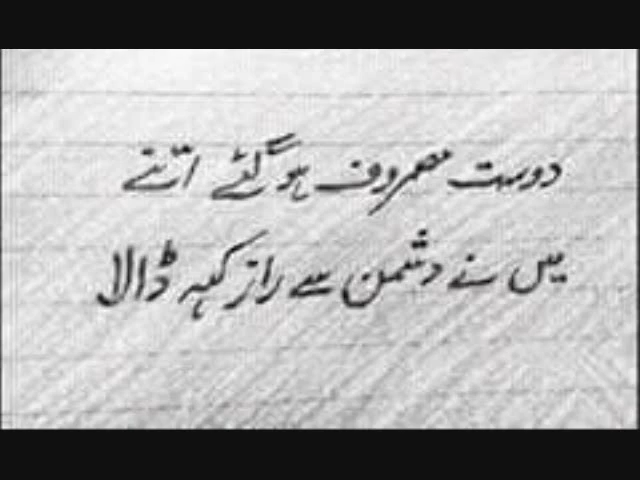 دوست مصروف ہو گئے اتنے
میں نے دشمن سے راز کہہ ڈالا